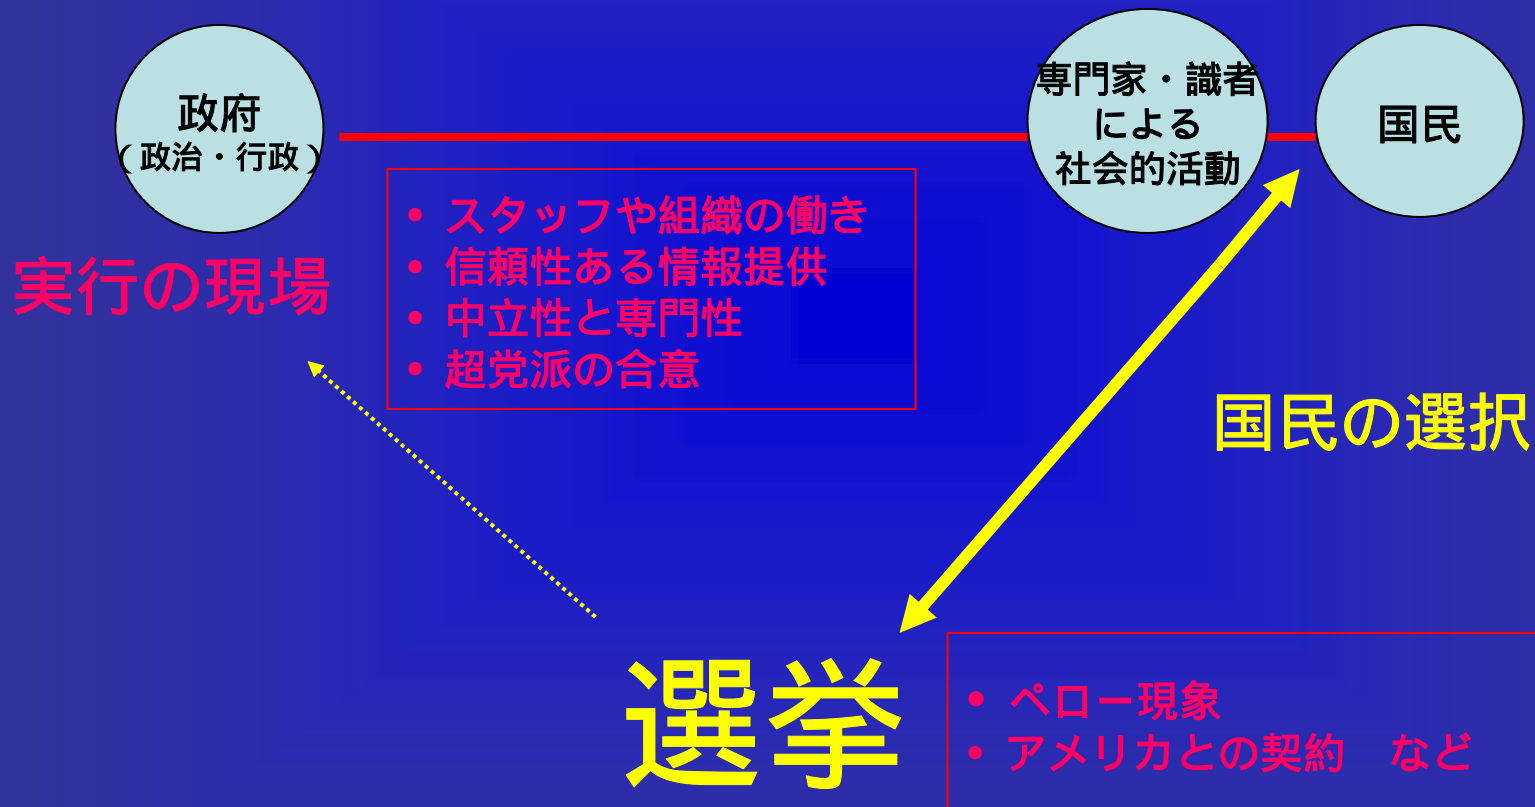 政府
（政治・行政）
専門家・識者
による
社会的活動
国民
• スタッフや組織の働き
• 信頼性ある情報提供
• 中立性と専門性
• 超党派の合意
実行の現場
国民の選択
選挙
• ペロー現象
• アメリカとの契約　など